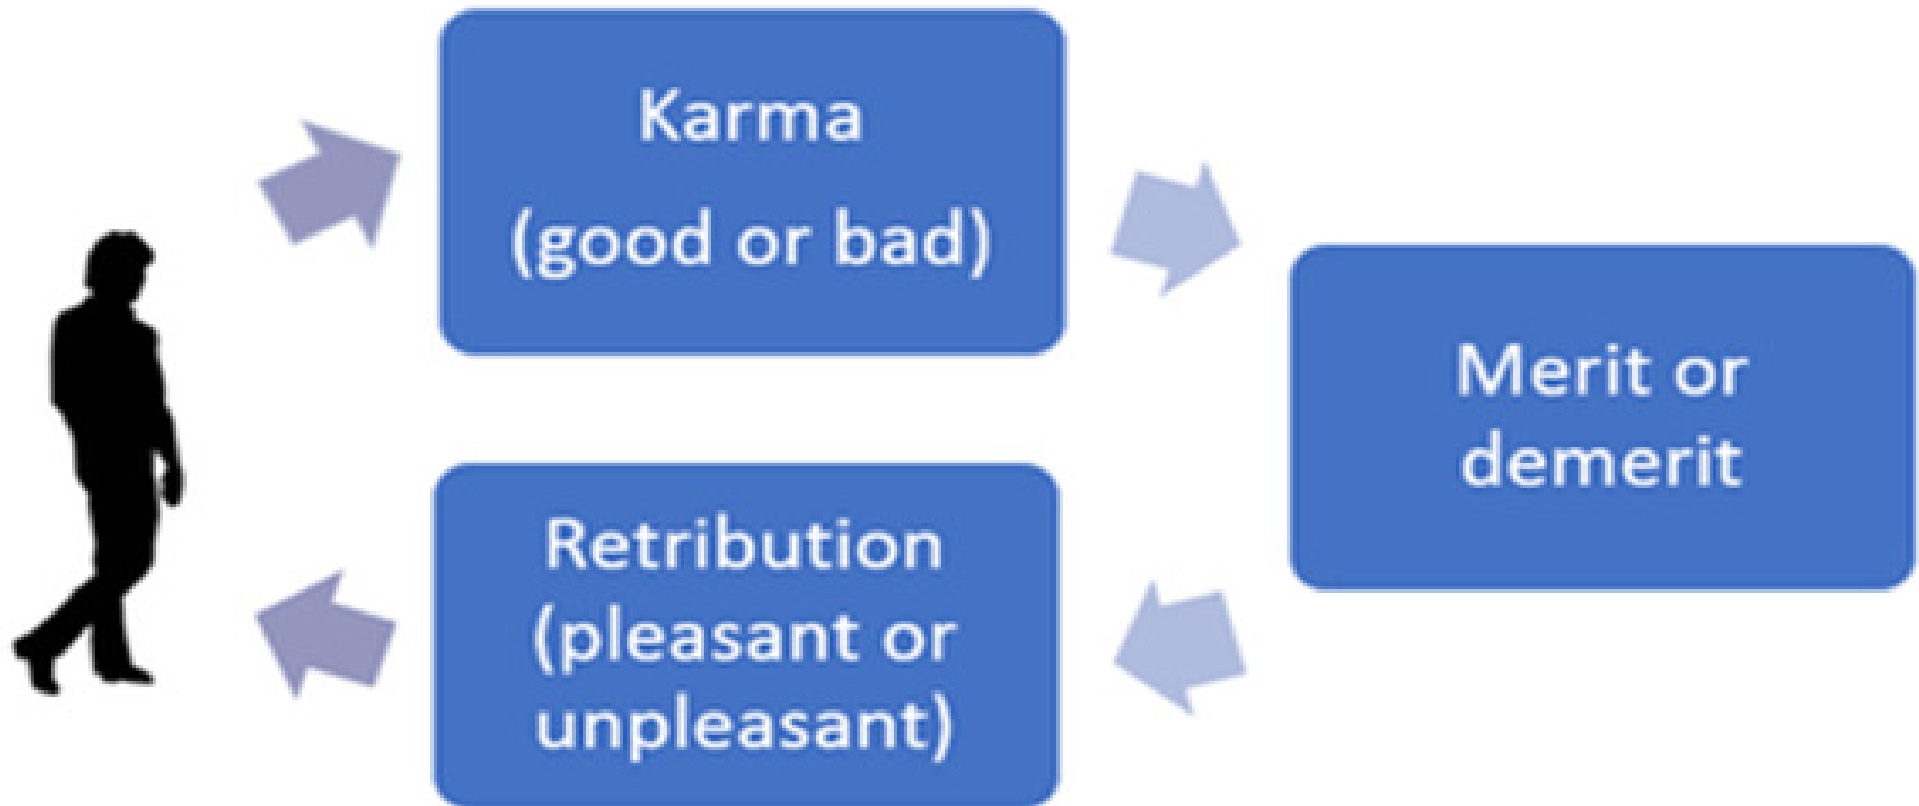 Karma
(good or bad)
Merit or
demerit
Retribution
(pleasant or
unpleasant)